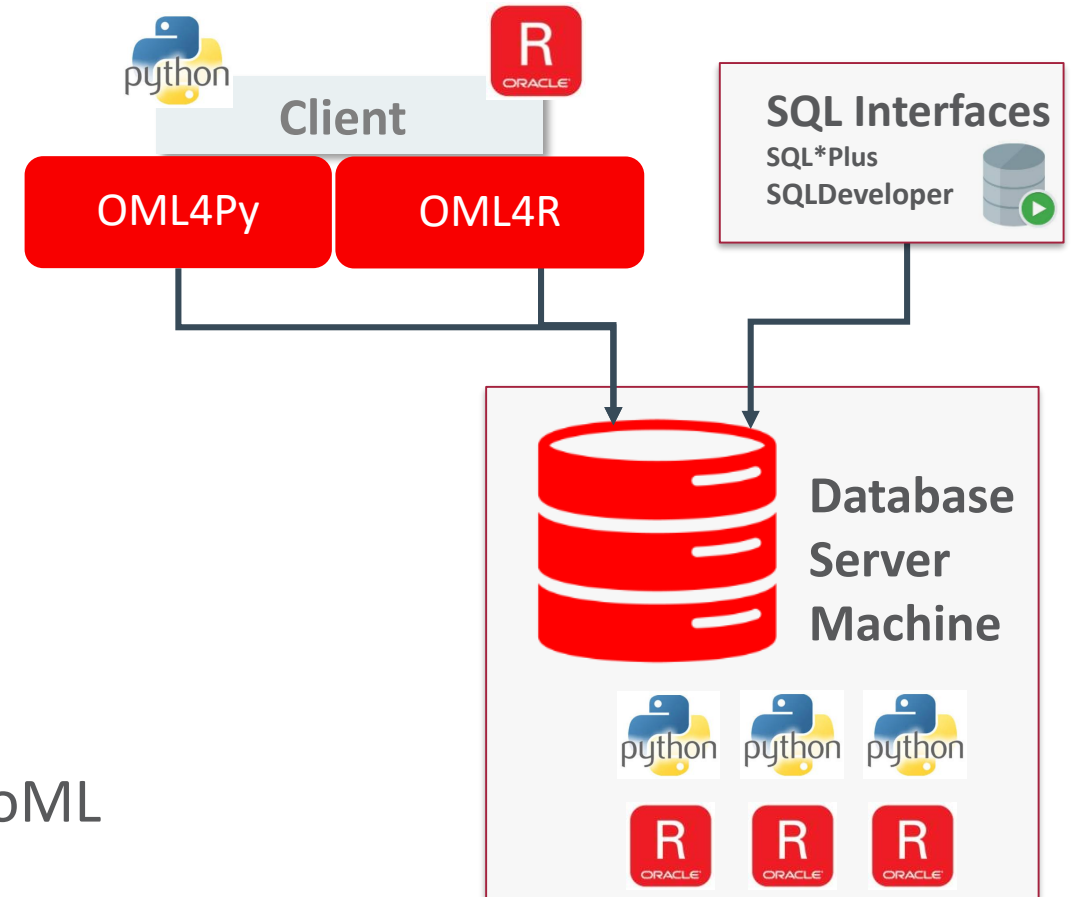 python
R
ORACLE
Client
OML4Py
OML4R
SQL Interfaces
SQL*Plus
SQLDeveloper
Database
Server
Machine
python
python
python
oML
R
ORACLE
R
ORACLE
R
ORACLE